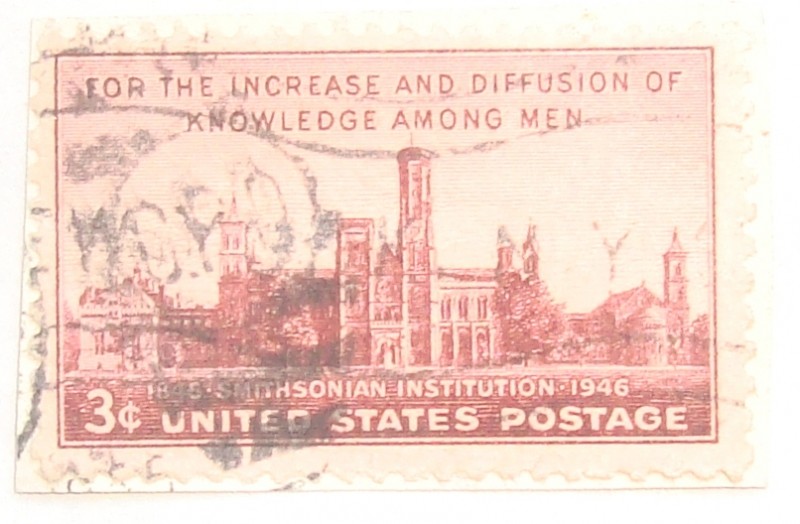 FOR THE INCREASE AND DIFFUSION OF
KNOWLEDGE AMONG MEN
1846·SMITHSONIAN INSTITUTION·1946
3¢ UNITED STATES POSTAGE